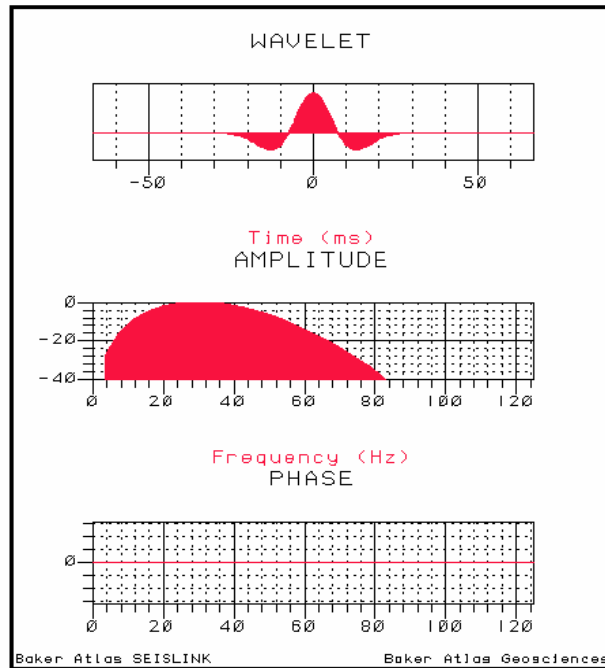 WAVELET
-50 0 50
Time (ms)
AMPLITUDE
0
-20
-40
0 20 40 60 80 100 120
Frequency (Hz)
PHASE
0
0 20 40 60 80 100 120
Baker Atlas SEISLINK Baker Atlas Geosciences